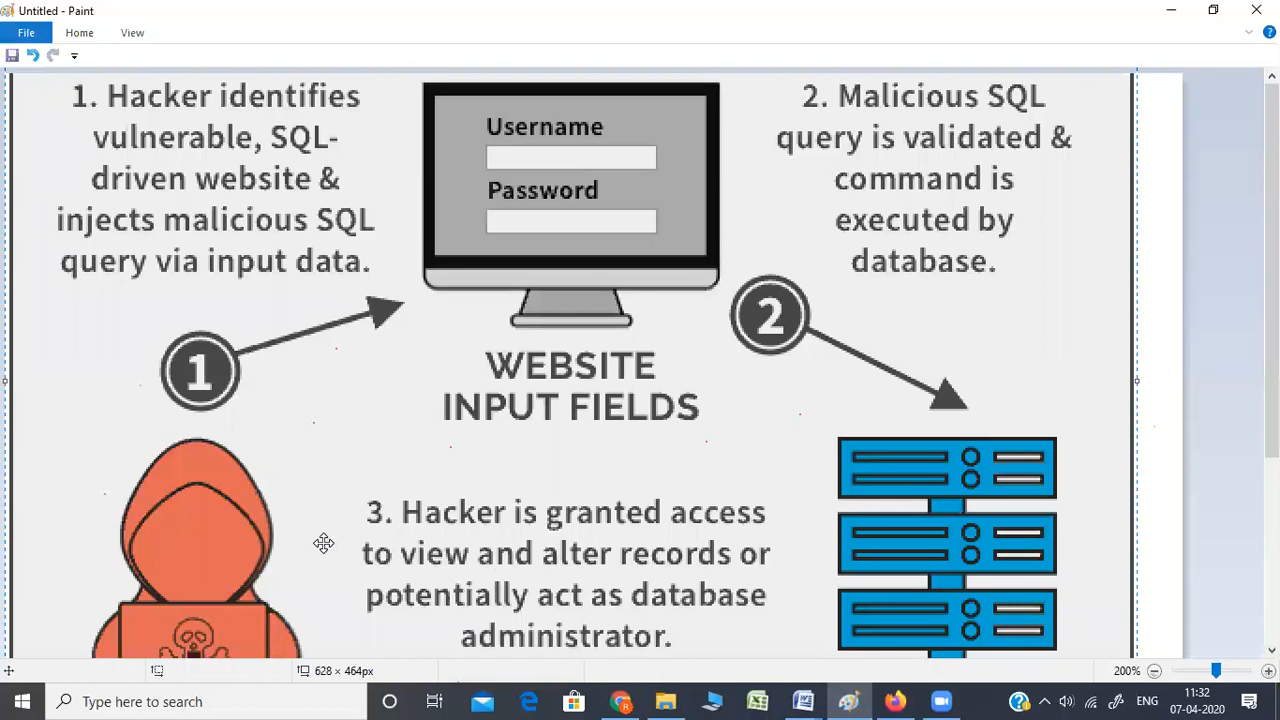 Untitled - Paint
File Home View
1. Hacker identifies
vulnerable, SQL-
driven website &
injects malicious SQL
query via input data.
Username
Password
2. Malicious SQL
query is validated &
command is
executed by
database.
1
2
WEBSITE
INPUT FIELDS
3. Hacker is granted access
to view and alter records or
potentially act as database
administrator.
628 × 464px
200%
Type here to search
ENG
11:32
07-04-2020